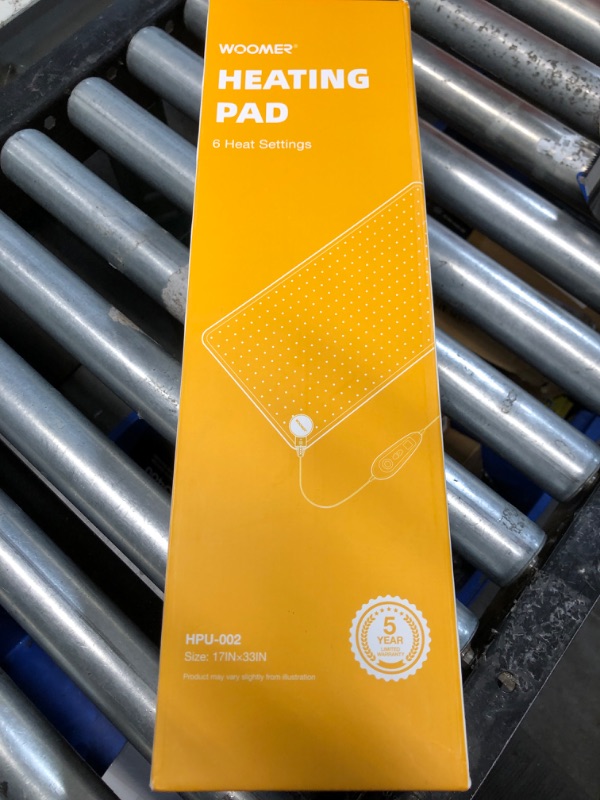 WOOMER®
HEATING
PAD
6 Heat Settings
5
YEAR
LIMITED
WARRANTY
HPU-002
Size: 17IN×33IN
Product may vary slightly from illustration